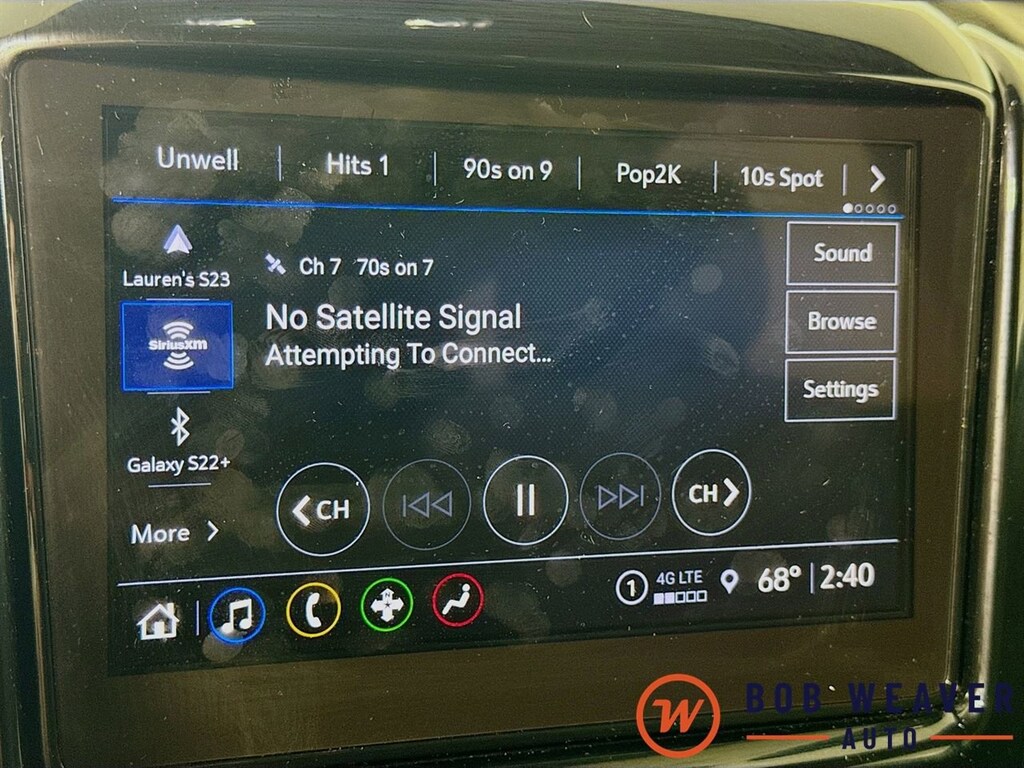 Unwell Hits 1 90s on 9 Pop2K 10s Spot
Lauren's S23
Ch 7 70s on 7
Sound
SiriusXM
No Satellite Signal
Attempting To Connect...
Browse
Settings
Galaxy S22+
More
CH
CH
N
1 4G LTE 68° 2:40
W BOB WEAVER
AUTO